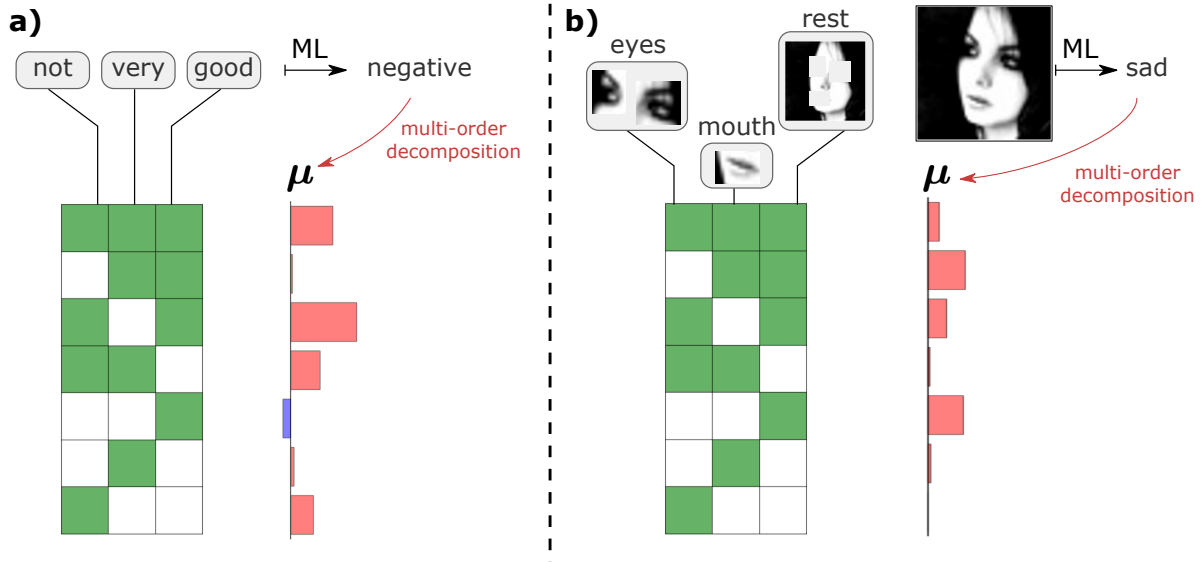 a)
not very good
ML
negative
multi-order
decomposition
μ
b)
eyes
mouth
rest
ML
sad
multi-order
decomposition
μ